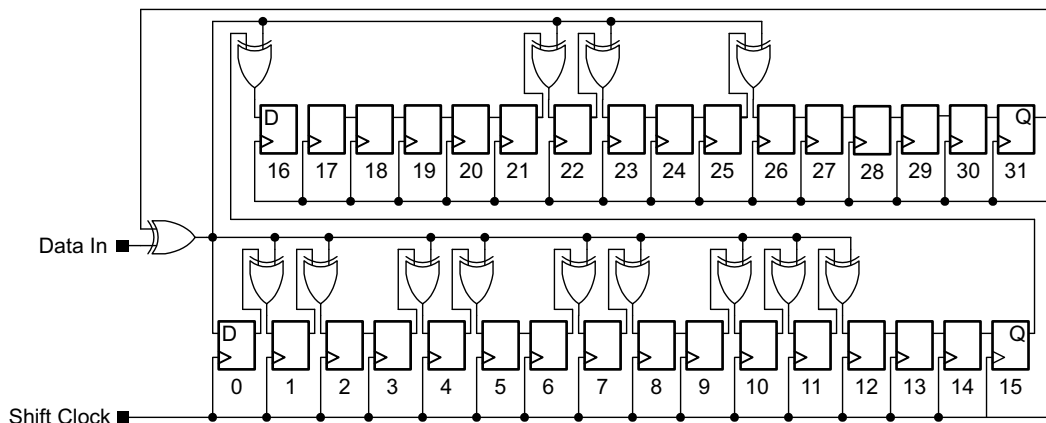 D Q
16 17 18 19 20 21 22 23 24 25 26 27 28 29 30 31
Data In
D Q
0 1 2 3 4 5 6 7 8 9 10 11 12 13 14 15
Shift Clock